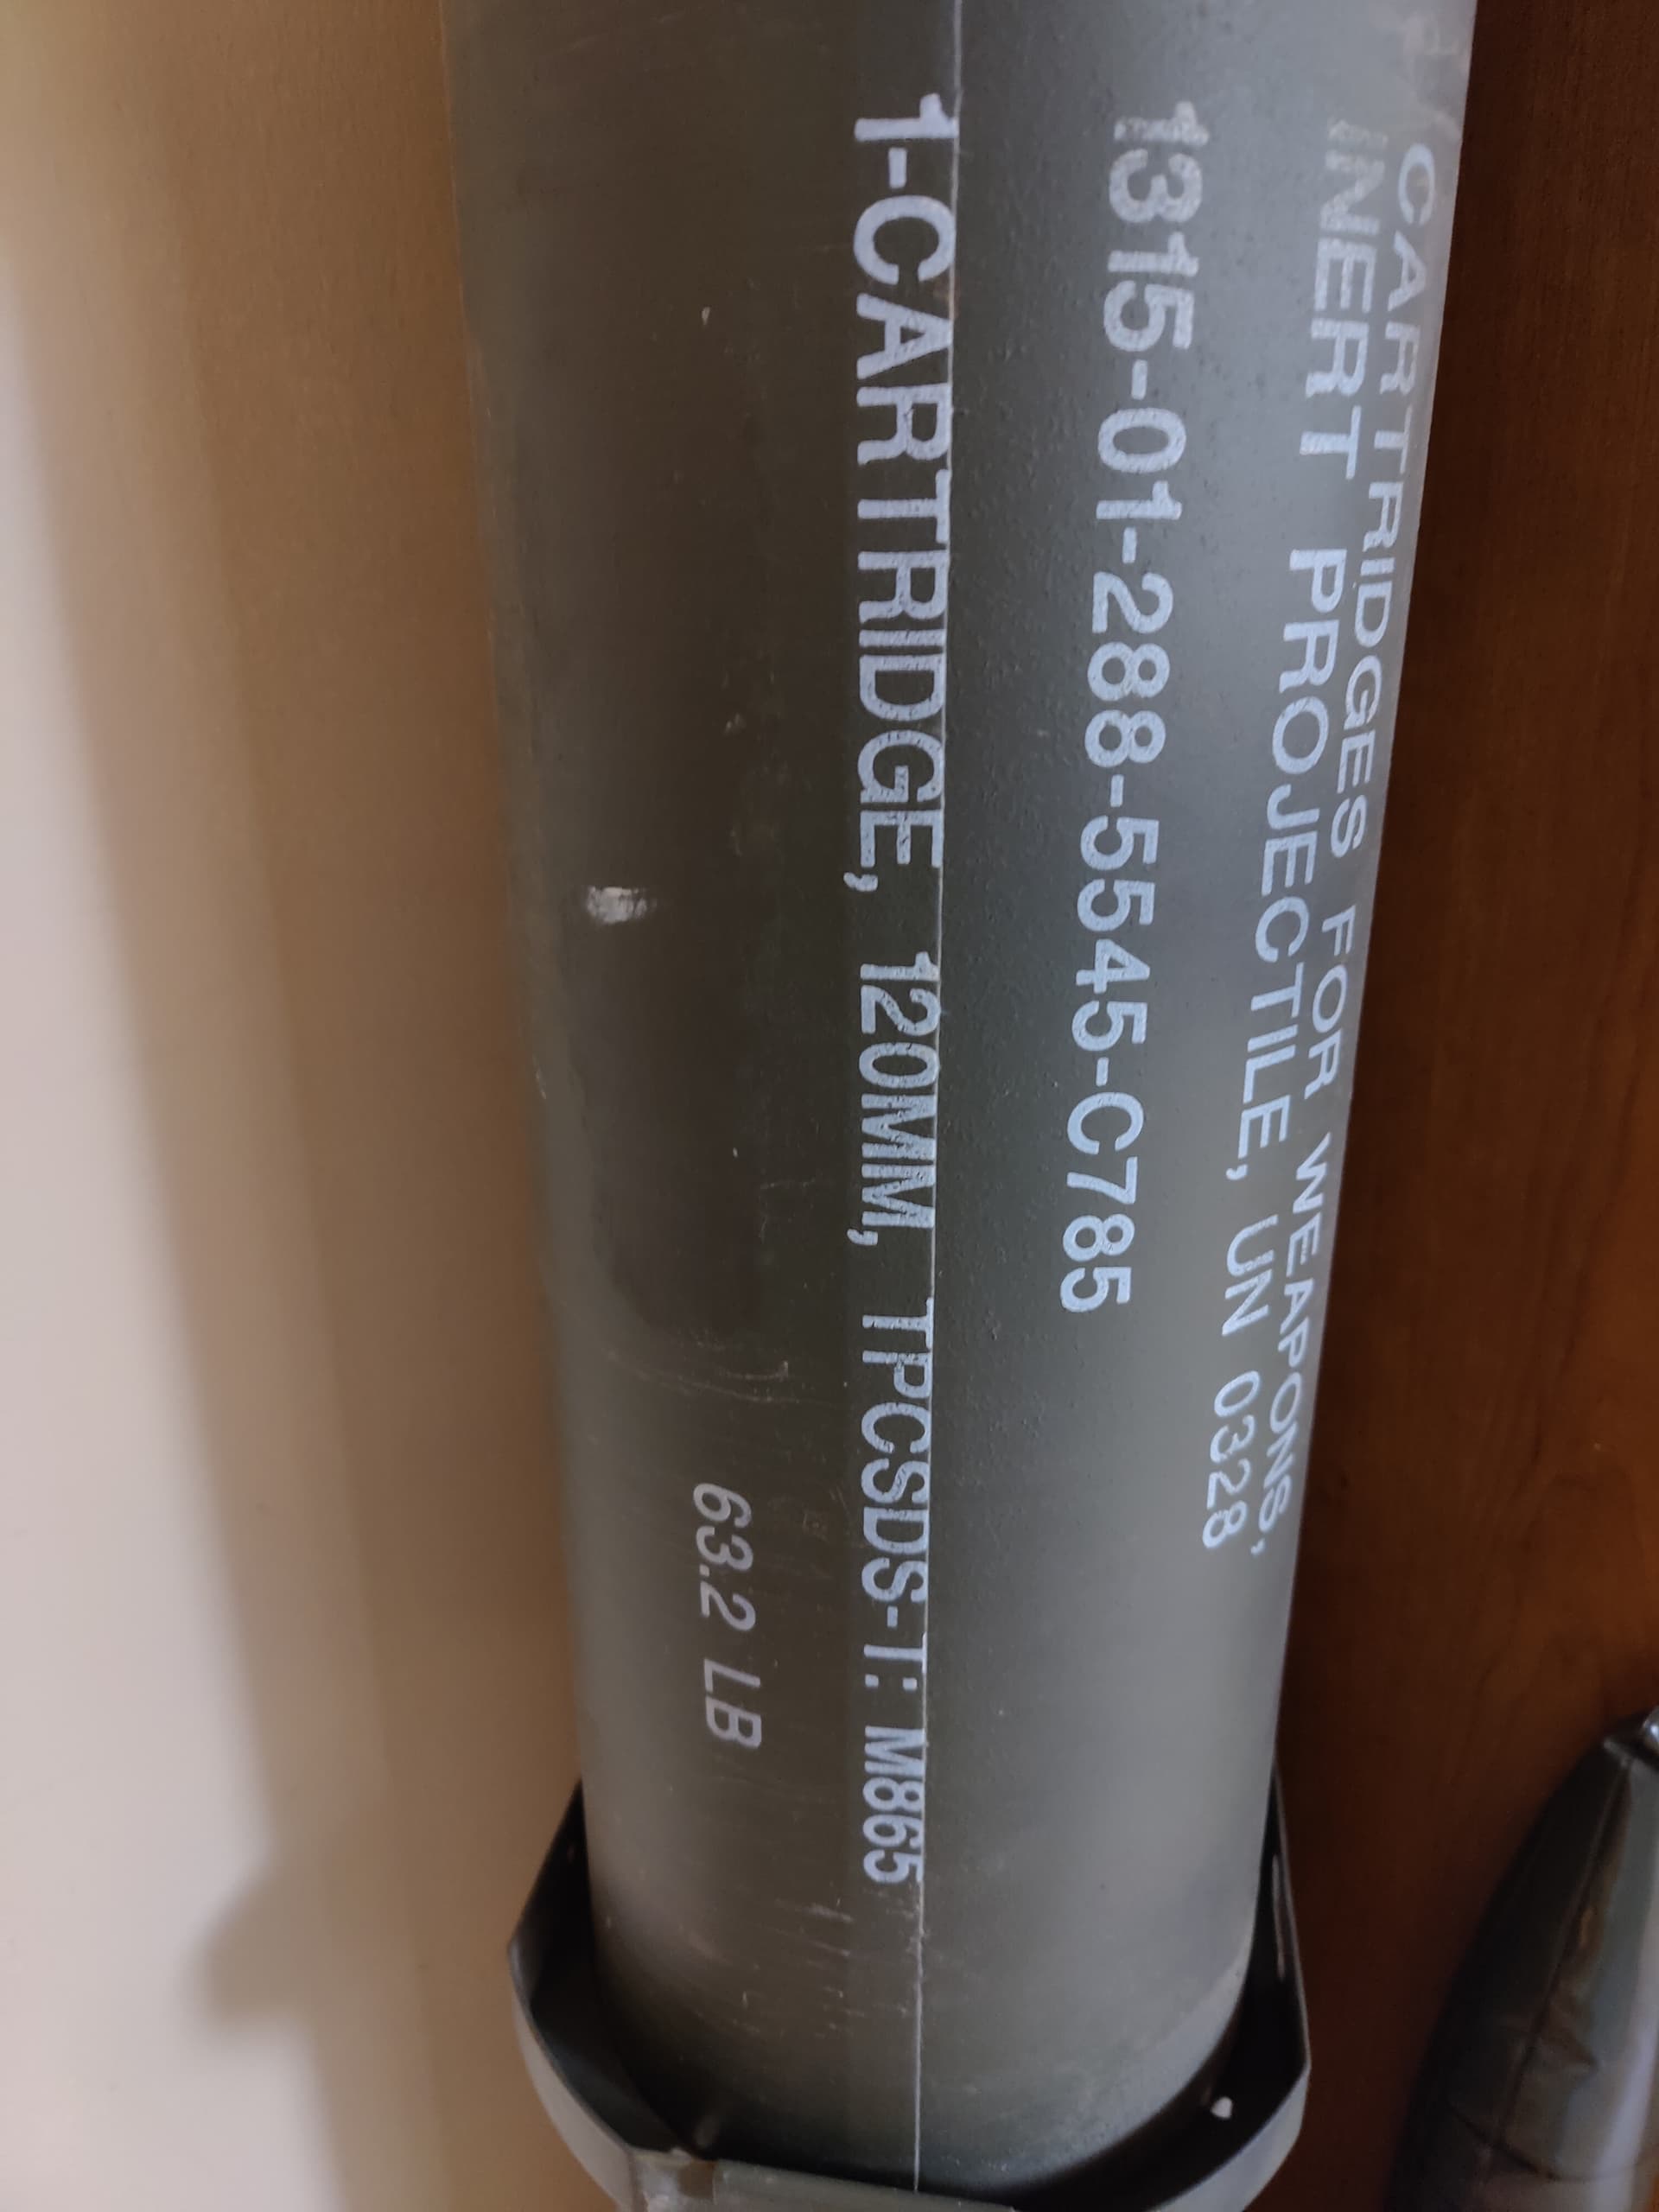 CARTRIDGES FOR WEAPONS,
INERT PROJECTILE, UN 0328
1315-01-288-5545-C785
1-CARTRIDGE, 120MM, TPCSDS-T: M865
63.2 LB